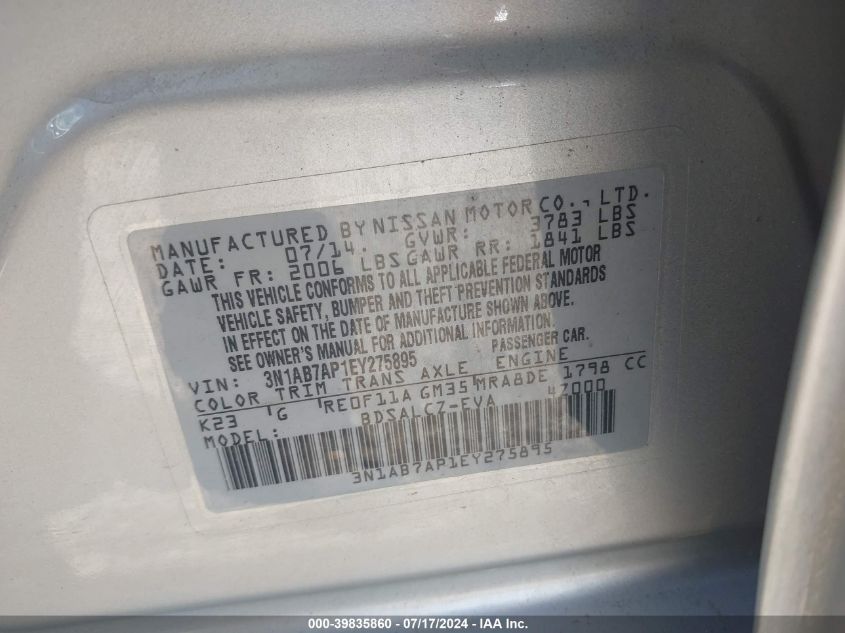 MANUFACTURED BY NISSAN MOTOR CO., LTD.
DATE: 07/14. GVWR: 3783 LBS
GAWR FR: 2006 LBS GAWR RR: 1841 LBS
THIS VEHICLE CONFORMS TO ALL APPLICABLE FEDERAL MOTOR
VEHICLE SAFETY, BUMPER AND THEFT PREVENTION STANDARDS
IN EFFECT ON THE DATE OF MANUFACTURE SHOWN ABOVE.
SEE OWNER'S MANUAL FOR ADDITIONAL INFORMATION.
VIN: 3N1AB7AP1EY275895 PASSENGER CAR.
COLOR TRIM TRANS AXLE ENGINE
K23 'G 'RE0F11A GM35 MRA8DE 1798 CC
MODEL: BDSALCZ-EVA 47000
3N1AB7AP1EY275895
000-39835860 - 07/17/2024 - IAA Inc.